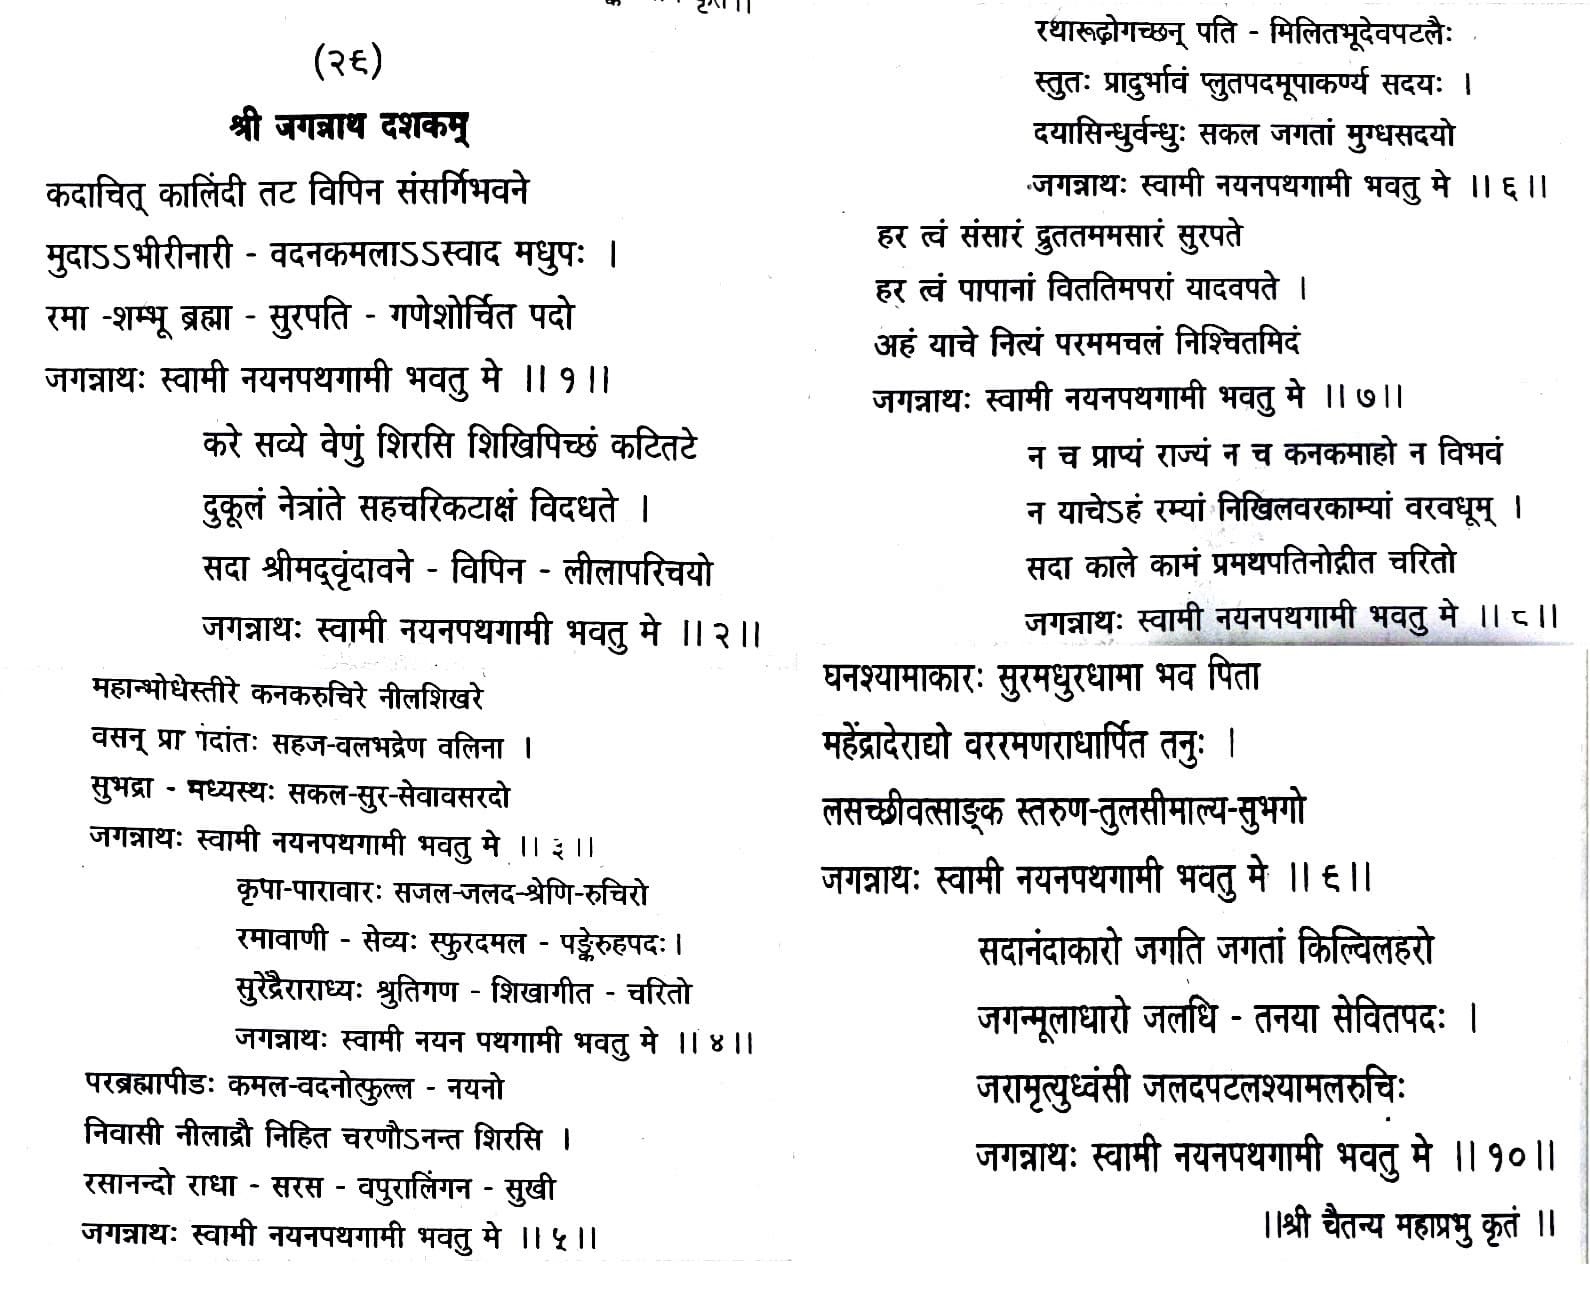 (२९)
श्री जगन्नाथ दशकम्
कदाचित् कालिंदी तट विपिन संसर्गिभवने
मुदाऽऽभीरीनारी - वदनकमलाऽऽस्वाद मधुपः ।
रमा -शम्भू ब्रह्मा - सुरपति - गणेशोर्चित पदो
जगन्नाथः स्वामी नयनपथगामी भवतु मे ।। १ ।।
करे सव्ये वेणुं शिरसि शिखिपिच्छं कटितटे
दुकूलं नेत्रांते सहचरिकटाक्षं विदधते ।
सदा श्रीमद्वृंदावने - विपिन - लीलापरिचयो
जगन्नाथः स्वामी नयनपथगामी भवतु मे ।। २ ।।
महान्भोधेस्तीरे कनकरुचिरे नीलशिखरे
वसन् सहज-वलभद्रेण वलिना ।
सुभद्रा - मध्यस्थः सकल-सुर-सेवावसरदो
जगन्नाथः स्वामी नयनपथगामी भवतु मे ।। ३ ।।
कृपा-पारावारः सजल-जलद-श्रेणि-रुचिरो
रमावाणी - सेव्यः स्फुरदमल - पङ्केरुहपदः ।
सुरेंद्रैराराध्यः श्रुतिगण - शिखागीत - चरितो
जगन्नाथः स्वामी नयन पथगामी भवतु मे ।। ४ ।।
परब्रह्मापीडः कमल-वदनोत्फुल्ल - नयनो
निवासी नीलाद्रौ निहित चरणौऽनन्त शिरसि ।
रसानन्दो राधा - सरस - वपुरालिंगन - सुखी
जगन्नाथः स्वामी नयनपथगामी भवतु मे ।। ५ ।।
रथारूढ़ोगच्छन् पति - मिलितभूदेवपटलैः
स्तुतः प्रादुर्भावं प्लुतपदमूपाकर्ण्य सदयः ।
दयासिन्धुर्वन्धुः सकल जगतां मुग्धसदयो
जगन्नाथः स्वामी नयनपथगामी भवतु मे ।। ६ ।।
हर त्वं संसारं द्रुततममसारं सुरपते
हर त्वं पापानां विततिमपरां यादवपते ।
अहं याचे नित्यं परममचलं निश्चितमिदं
जगन्नाथः स्वामी नयनपथगामी भवतु मे ।। ७ ।।
न च प्राप्यं राज्यं न च कनकमाहो न विभवं
न याचेऽहं रम्यां निखिलवरकाम्यां वरवधूम् ।
सदा काले कामं प्रमथपतिनोद्गीत चरितो
जगन्नाथः स्वामी नयनपथगामी भवतु मे ।। ८ ।।
घनश्यामाकारः सुरमधुरधामा भव पिता
महेंद्रादेराद्यो वररमणराधार्पित तनुः ।
लसच्छीवत्साङ्क स्तरुण-तुलसीमाल्य-सुभगो
जगन्नाथः स्वामी नयनपथगामी भवतु मे ।। ९ ।।
सदानंदाकारो जगति जगतां किल्विलहरो
जगन्मूलाधारो जलधि - तनया सेवितपदः ।
जरामृत्युध्वंसी जलदपटलश्यामलरुचिः
जगन्नाथः स्वामी नयनपथगामी भवतु मे ।। १० ।।
।।श्री चैतन्य महाप्रभु कृतं ।।